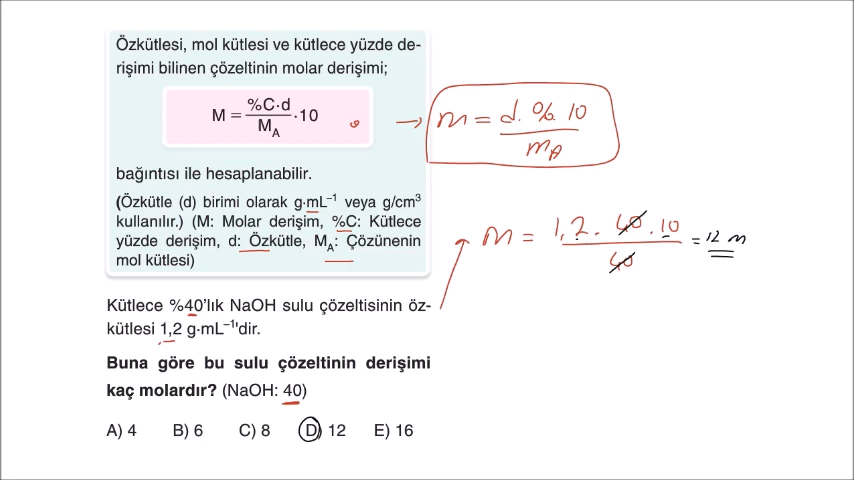 Özkütlesi, mol kütlesi ve kütlece yüzde de-
rişimi bilinen çözeltinin molar derişimi;
M = %C·d / M_A ·10
→ M = d. %. 10 / M_A
bağıntısı ile hesaplanabilir.
(Özkütle (d) birimi olarak g·mL⁻¹ veya g/cm³
kullanılır.) (M: Molar derişim, %C: Kütlece
yüzde derişim, d: Özkütle, M_A: Çözünenin
mol kütlesi)
M = 1,2 . 40 . 10 / 40 = 12 M
Kütlece %40'lık NaOH sulu çözeltisinin öz-
kütlesi 1,2 g·mL⁻¹'dir.
Buna göre bu sulu çözeltinin derişimi
kaç molardır? (NaOH: 40)
A) 4 B) 6 C) 8 D) 12 E) 16